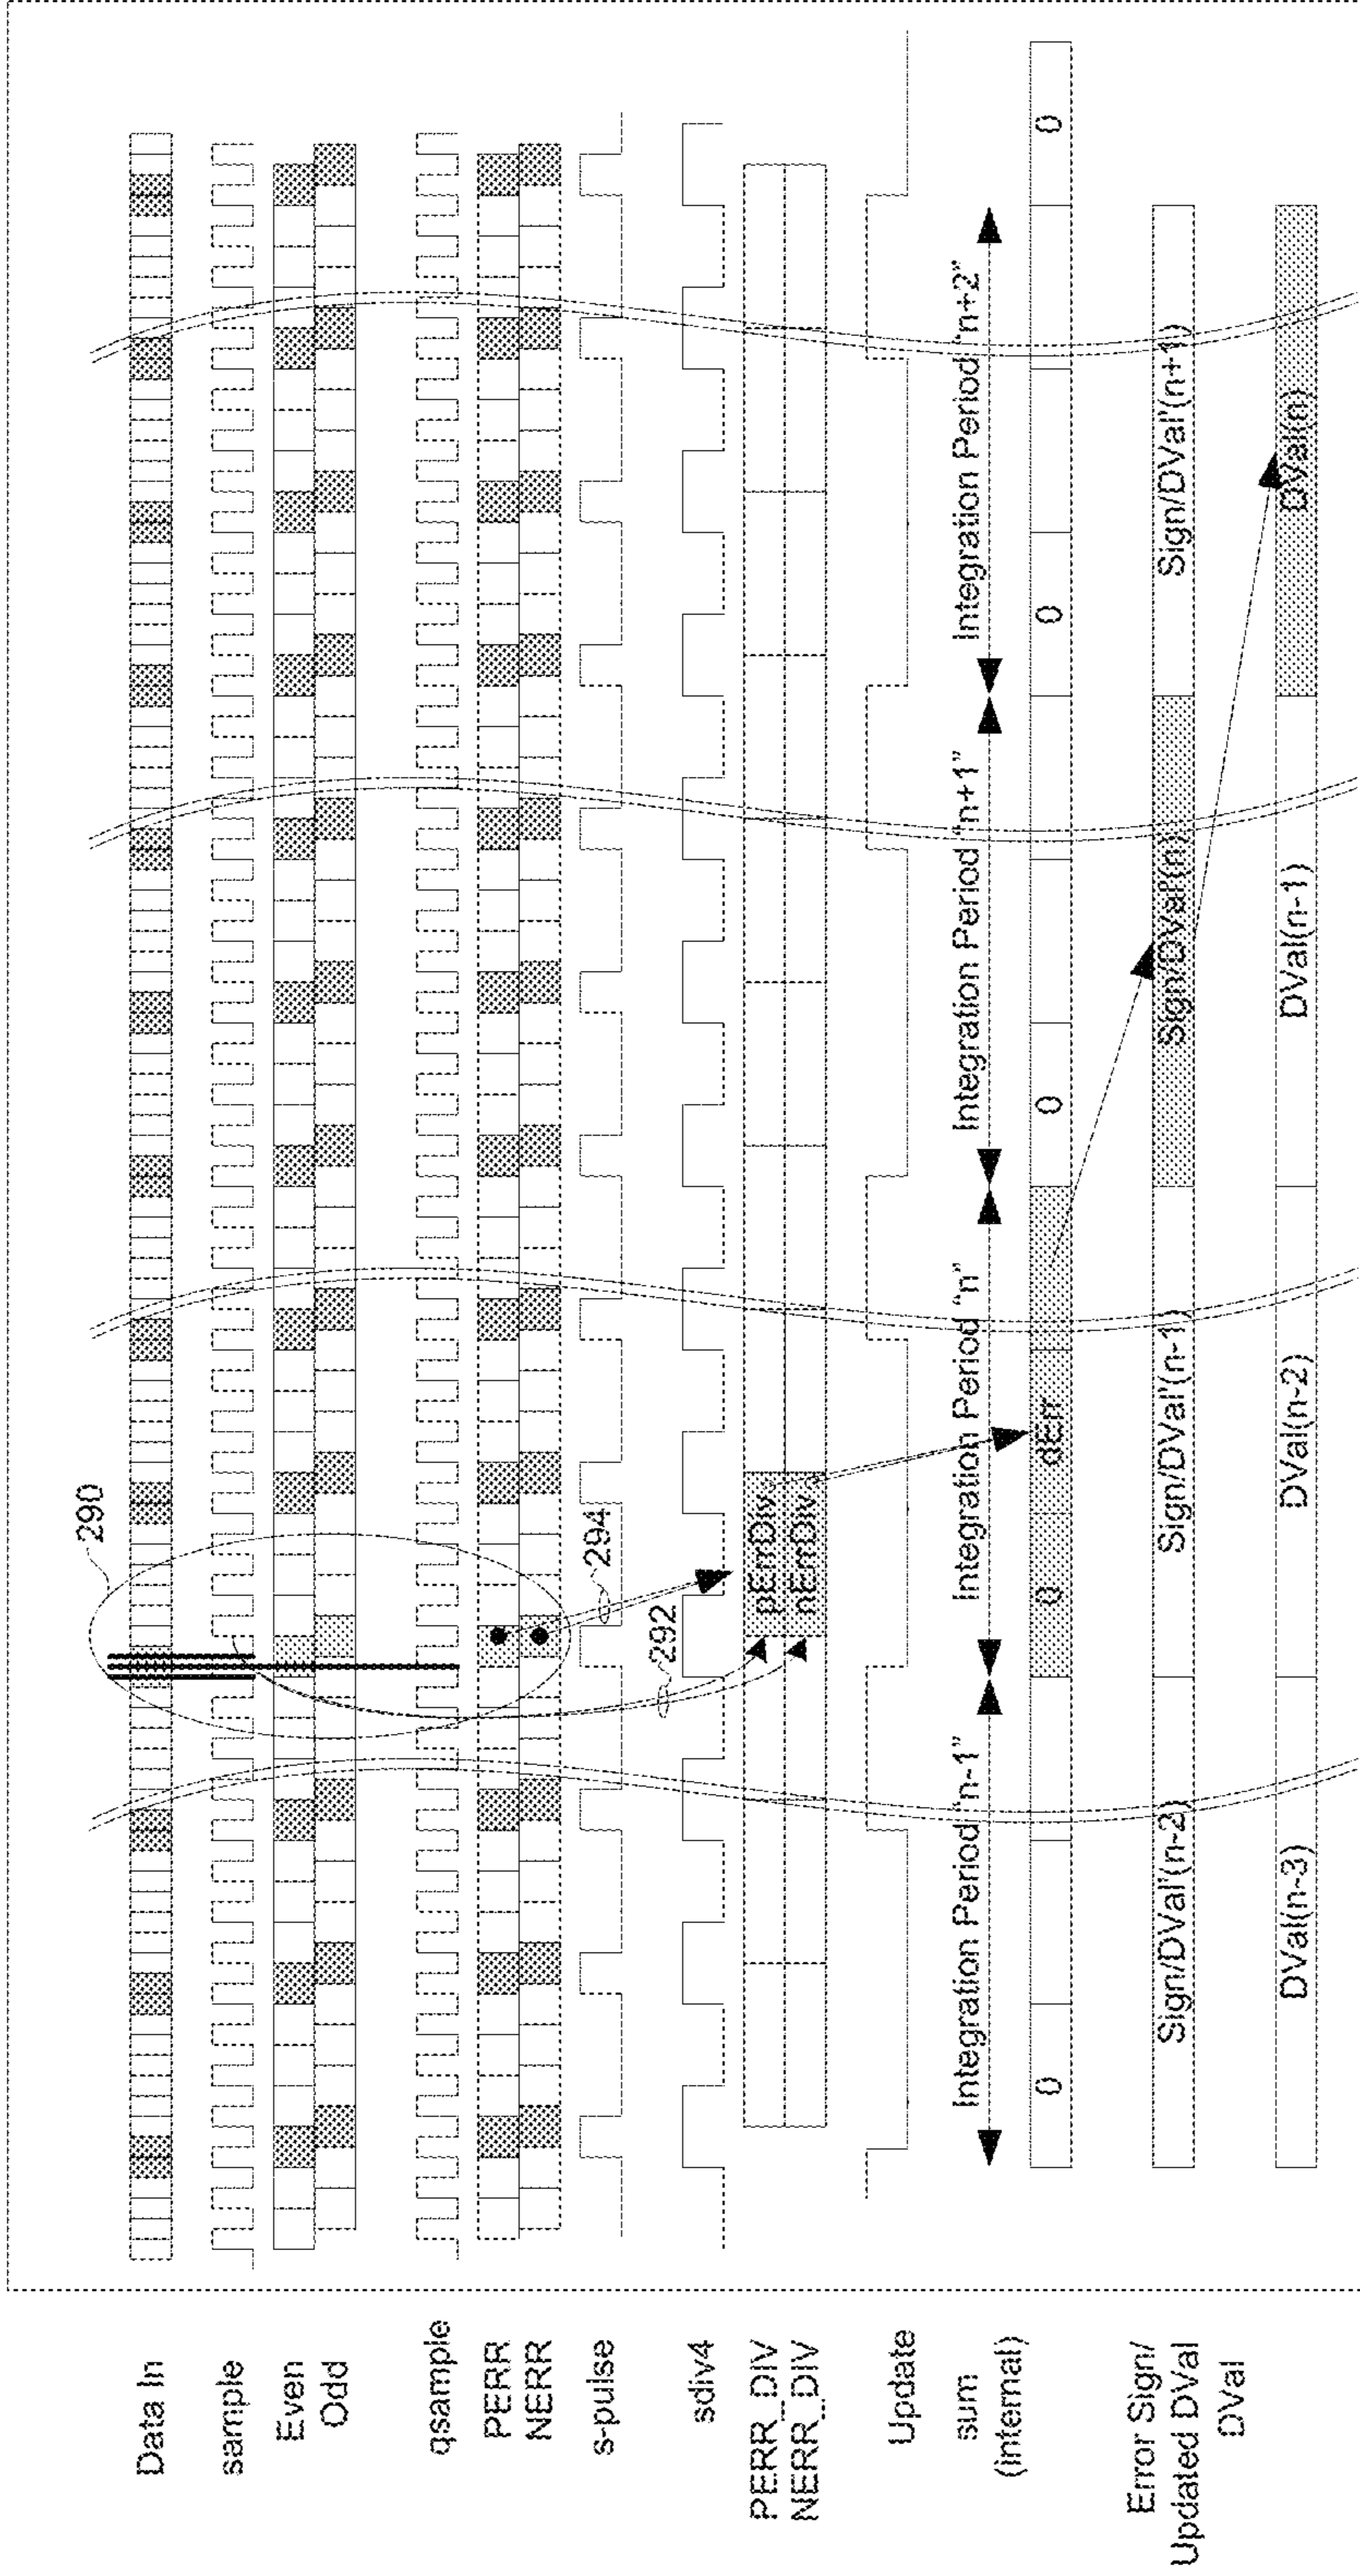 290
Data In
sample
Even
Odd
qsample
PERR
NERR
s-pulse
294
292
sdiv4
PERR_DIV
NERR_DIV
pErrDiv
nErrDiv
Update
Integration Period "n-1"
Integration Period "n"
Integration Period "n+1"
Integration Period "n+2"
sum
(internal)
0
0
dErr
0
0
0
0
Error Sign/
Updated DVal
Sign/DVal'(n-2)
Sign/DVal'(n-1)
Sign/DVal'(n)
Sign/DVal'(n+1)
DVal
DVal(n-3)
DVal(n-2)
DVal(n-1)
DVal(n)